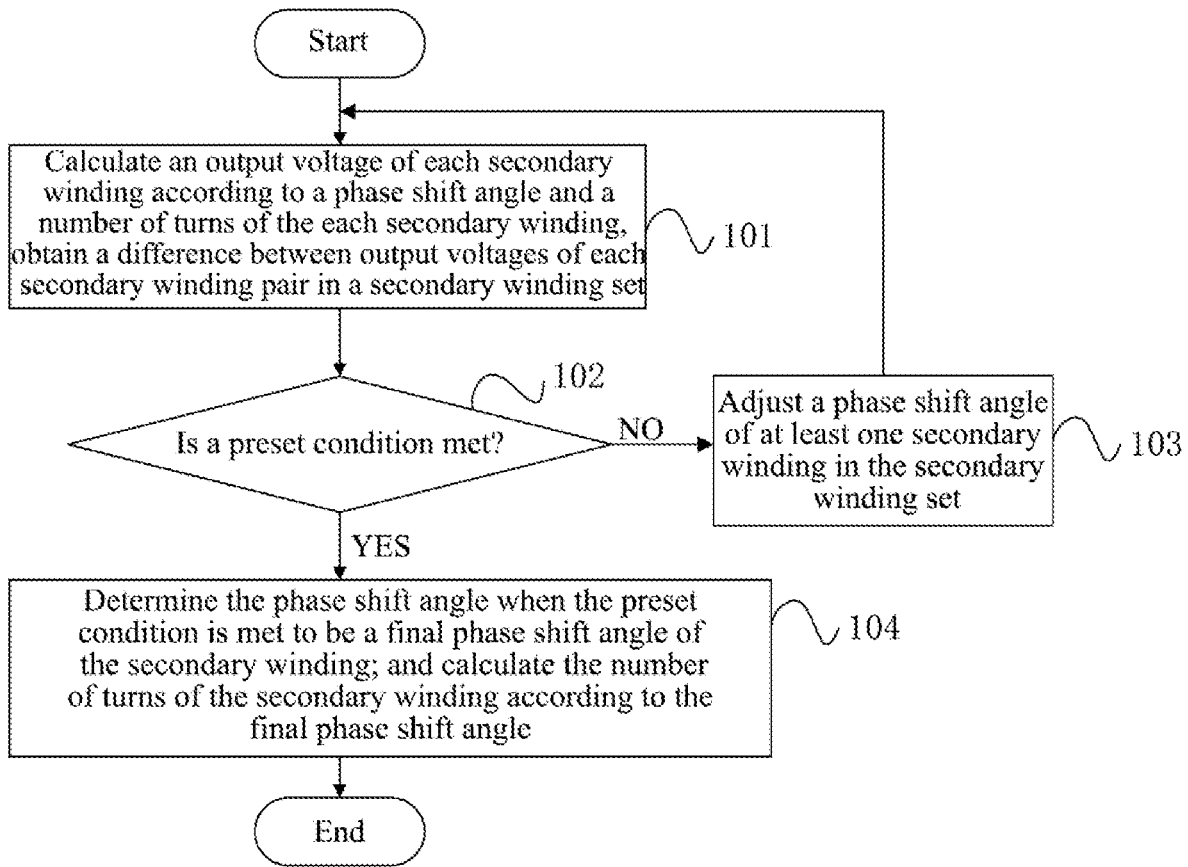 Start
Calculate an output voltage of each secondary
winding according to a phase shift angle and a
number of turns of the each secondary winding,
obtain a difference between output voltages of each
secondary winding pair in a secondary winding set
101
102
Is a preset condition met?
NO
Adjust a phase shift angle
of at least one secondary
winding in the secondary
winding set
103
YES
Determine the phase shift angle when the preset
condition is met to be a final phase shift angle of
the secondary winding; and calculate the number
of turns of the secondary winding according to the
final phase shift angle
104
End